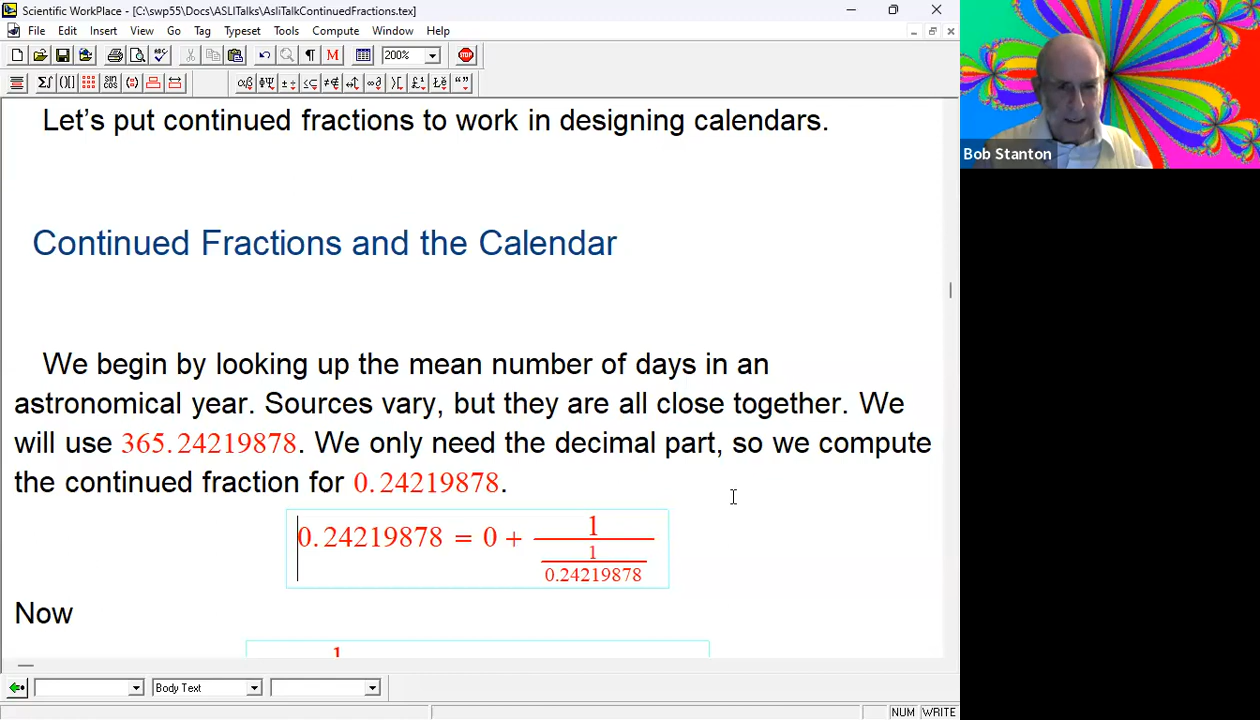 Scientific WorkPlace - [C:\swp55\Docs\ASLITalks\AsliTalkContinuedFractions.tex]
File Edit Insert View Go Tag Typeset Tools Compute Window Help
200%
Let's put continued fractions to work in designing calendars.
Bob Stanton
Continued Fractions and the Calendar
We begin by looking up the mean number of days in an
astronomical year. Sources vary, but they are all close together. We
will use 365.24219878. We only need the decimal part, so we compute
the continued fraction for 0.24219878.
0.24219878 = 0 + 1
1
0.24219878
Now
1
Body Text
NUM WRITE